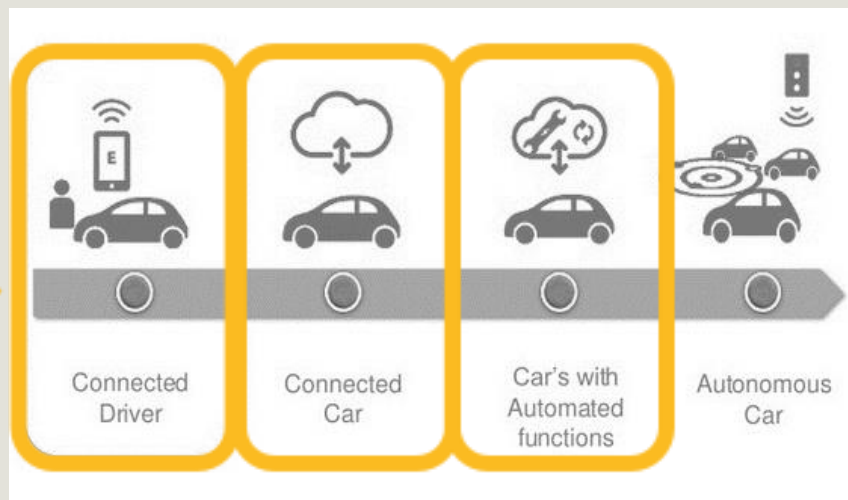 E
Connected
Driver
Connected
Car
Car's with
Automated
functions
Autonomous
Car